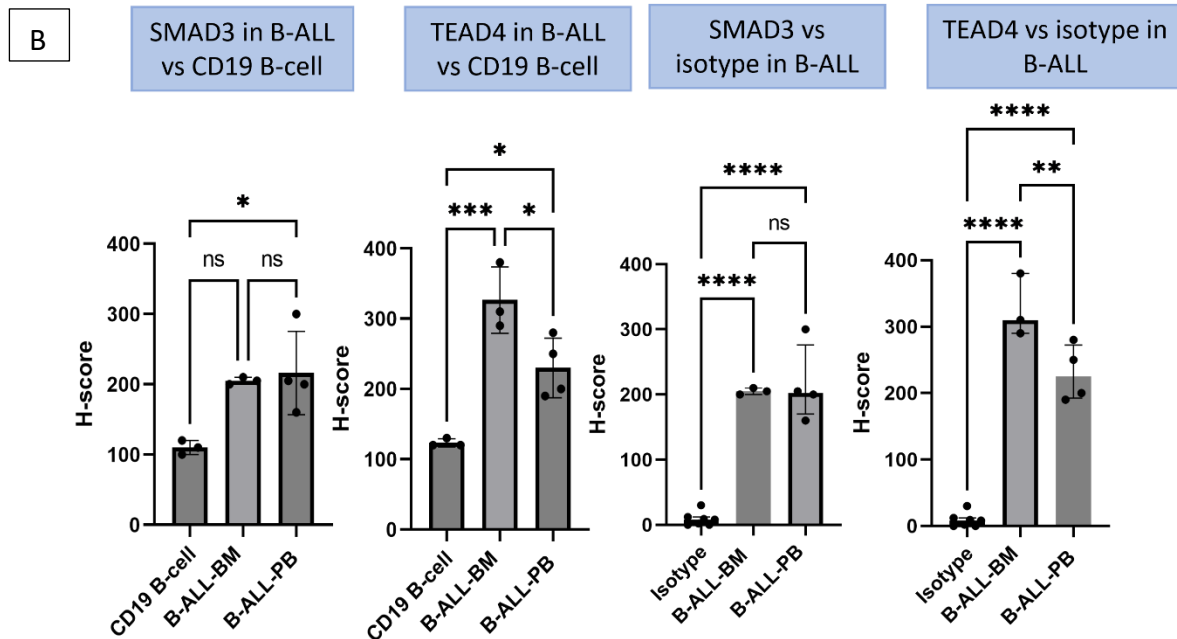 B
SMAD3 in B-ALL
vs CD19 B-cell
TEAD4 in B-ALL
vs CD19 B-cell
SMAD3 vs
isotype in B-ALL
TEAD4 vs isotype in
B-ALL
*
ns
ns
400
300
200
100
0
H-score
CD19 B-cell
B-ALL-BM
B-ALL-PB
*
***
*
400
300
200
100
0
H-score
CD19 B-cell
B-ALL-BM
B-ALL-PB
****
ns
****
400
300
200
100
0
H-score
Isotype
B-ALL-BM
B-ALL-PB
****
**
****
400
300
200
100
0
H-score
Isotype
B-ALL-BM
B-ALL-PB